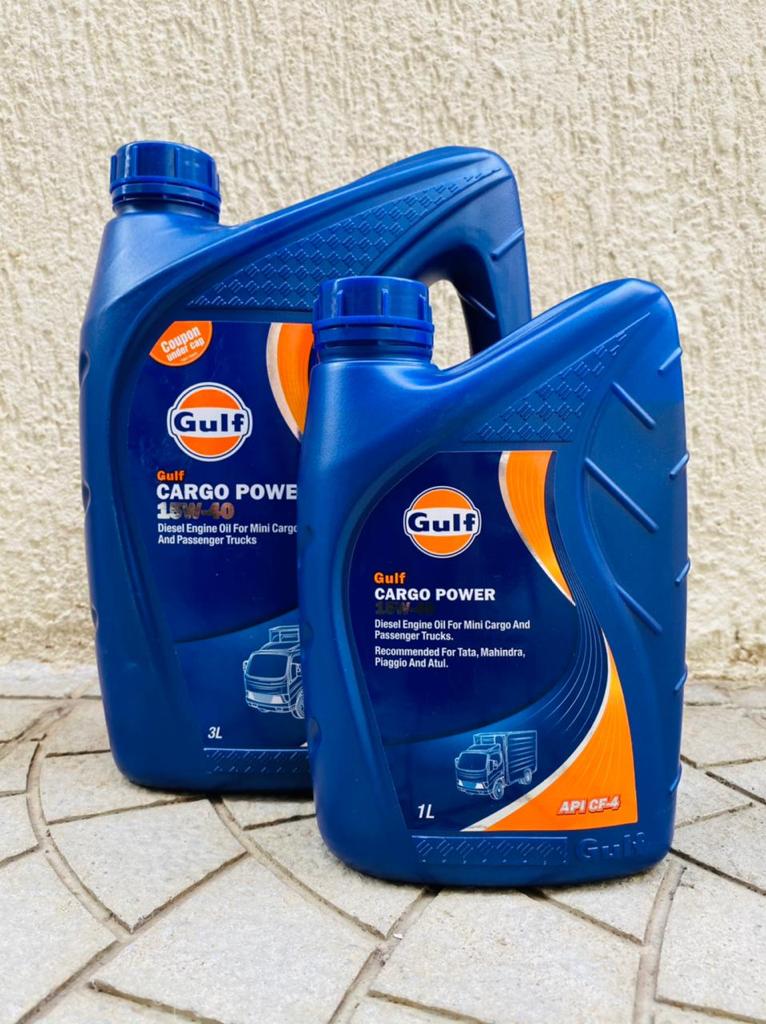 Coupon
under cap
Gulf
Gulf
CARGO POWE
15W-40
Diesel Engine Oil For Mini Cargo
And Passenger Trucks
3L
Gulf
Gulf
CARGO POWER
15W-40
Diesel Engine Oil For Mini Cargo And
Passenger Trucks.
Recommended For Tata, Mahindra,
Piaggio And Atul.
1L
API CF-4
Gulf